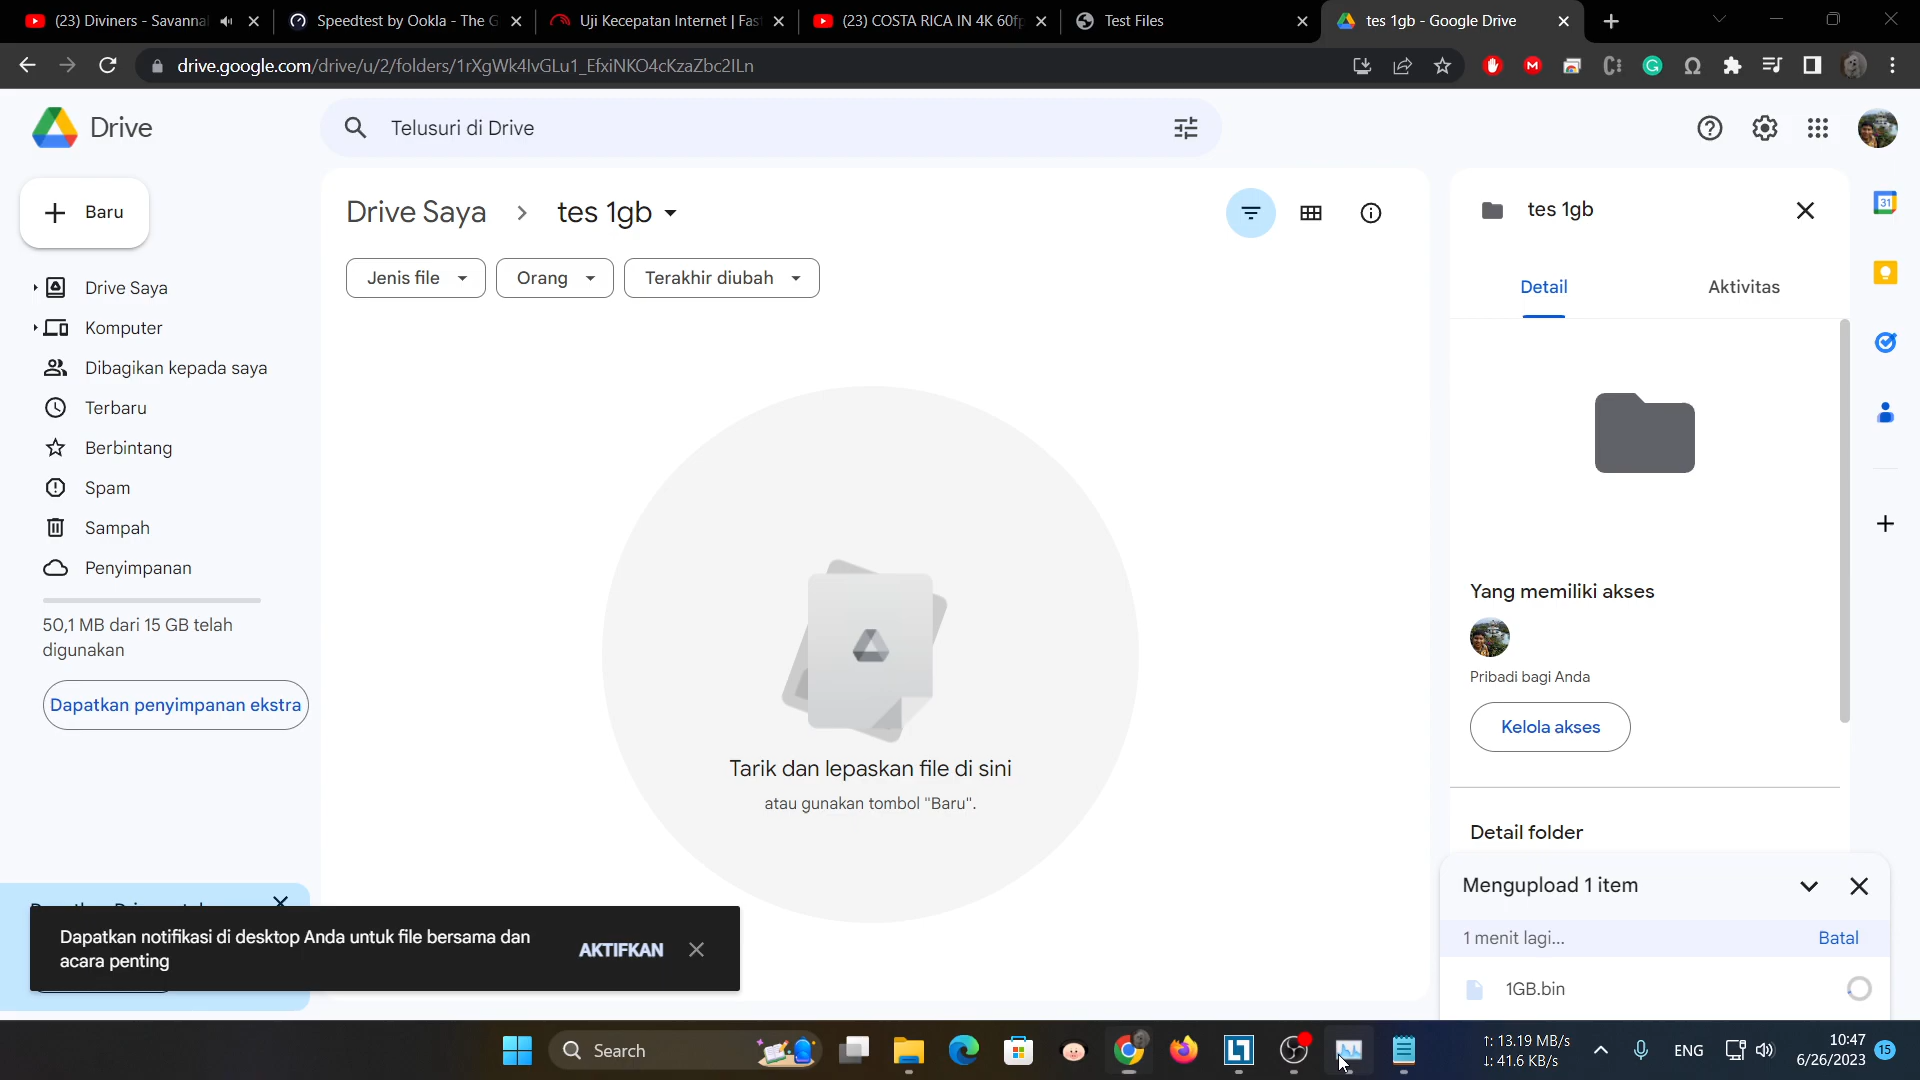 (23) Diviners - Savanna
Speedtest by Ookla - The G
Uji Kecepatan Internet | Fas
(23) COSTA RICA IN 4K 60fp
Test Files
tes 1gb - Google Drive
drive.google.com/drive/u/2/folders/1rXgWk4IvGLu1_EfxiNKO4cKzaZbc2ILn
Drive
Telusuri di Drive
Baru
Drive Saya
Komputer
Dibagikan kepada saya
Terbaru
Berbintang
Spam
Sampah
Penyimpanan
50,1 MB dari 15 GB telah
digunakan
Dapatkan penyimpanan ekstra
Drive Saya > tes 1gb
Jenis file
Orang
Terakhir diubah
Tarik dan lepaskan file di sini
atau gunakan tombol "Baru".
tes 1gb
Detail
Aktivitas
31
Yang memiliki akses
Pribadi bagi Anda
Kelola akses
Detail folder
Mengupload 1 item
1 menit lagi...
Batal
1GB.bin
Dapatkan notifikasi di desktop Anda untuk file bersama dan
acara penting
AKTIFKAN
Search
↑: 13.19 MB/s
↓: 41.6 KB/s
ENG
10:47
6/26/2023
15